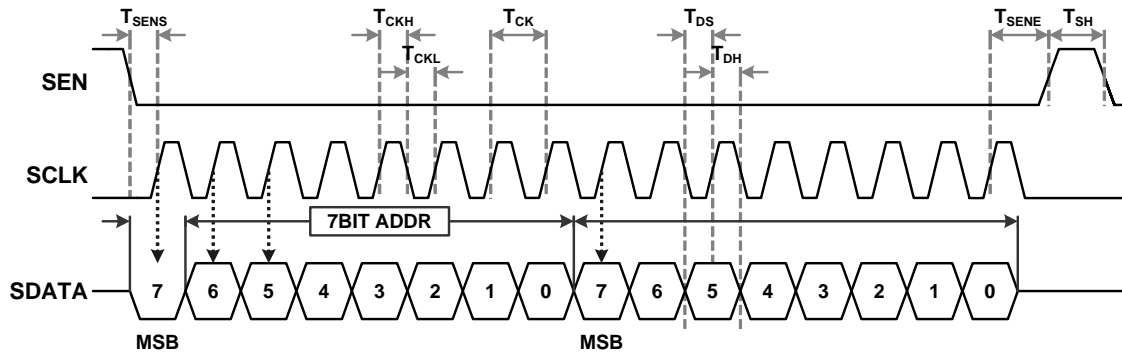 TSENS TCKH TCK TDS TSENE TSH
TCKL TDH
SEN
SCLK
7BIT ADDR
SDATA 7 6 5 4 3 2 1 0 7 6 5 4 3 2 1 0
MSB MSB